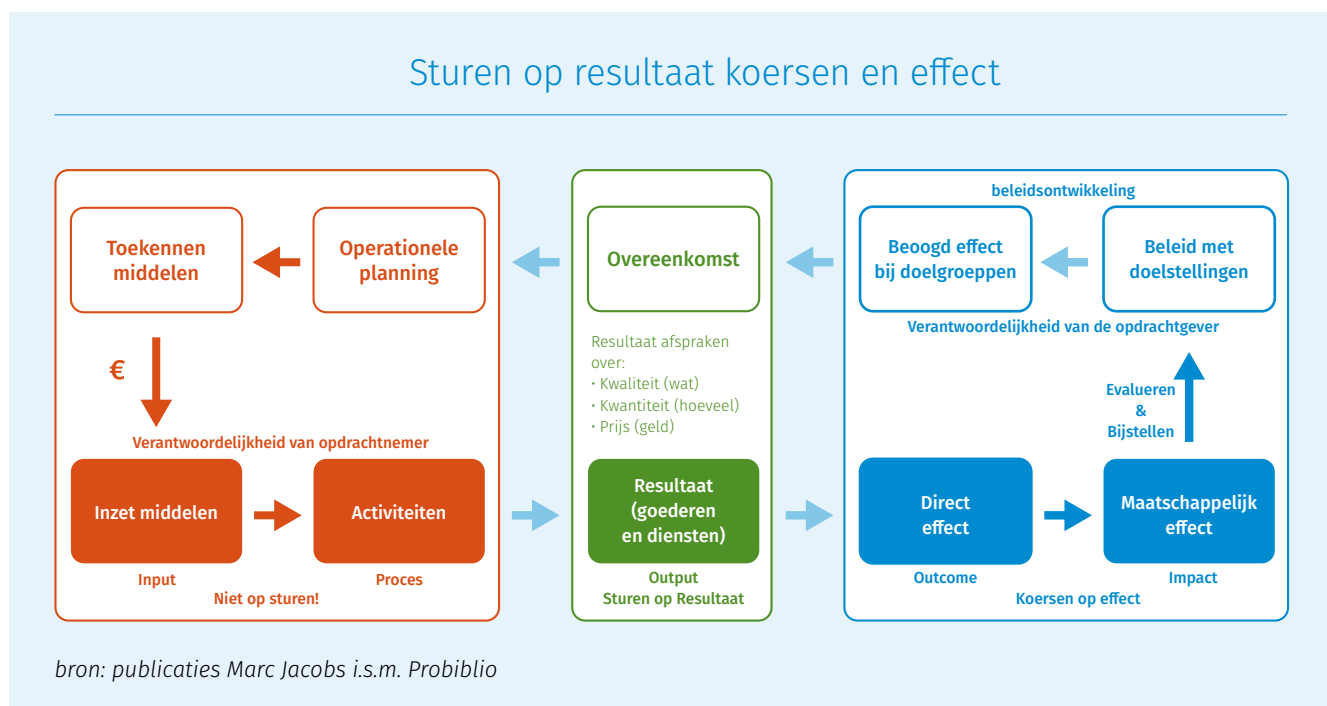 Sturen op resultaat koersen en effect
Toekennen
middelen
Operationele
planning
€
Verantwoordelijkheid van opdrachtnemer
Inzet middelen
Activiteiten
Input
Proces
Niet op sturen!
Overeenkomst
Resultaat afspraken
over:
· Kwaliteit (wat)
· Kwantiteit (hoeveel)
· Prijs (geld)
Resultaat
(goederen
en diensten)
Output
Sturen op Resultaat
beleidsontwikkeling
Beoogd effect
bij doelgroeppen
Beleid met
doelstellingen
Verantwoordelijkheid van de opdrachtgever
Evalueren
&
Bijstellen
Direct
effect
Maatschappelijk
effect
Outcome
Impact
Koersen op effect
bron: publicaties Marc Jacobs i.s.m. Probiblio